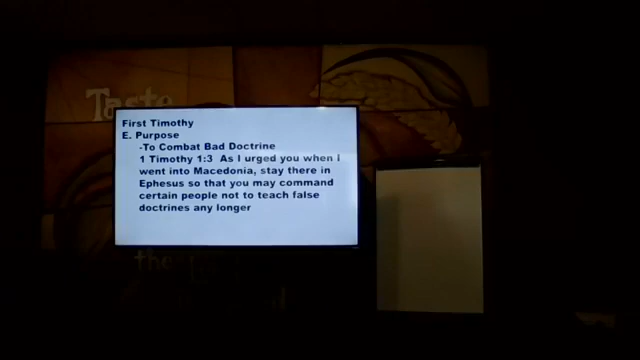 Taste
First Timothy
E. Purpose
-To Combat Bad Doctrine
1 Timothy 1:3 As I urged you when I
went into Macedonia, stay there in
Ephesus so that you may command
certain people not to teach false
doctrines any longer
the